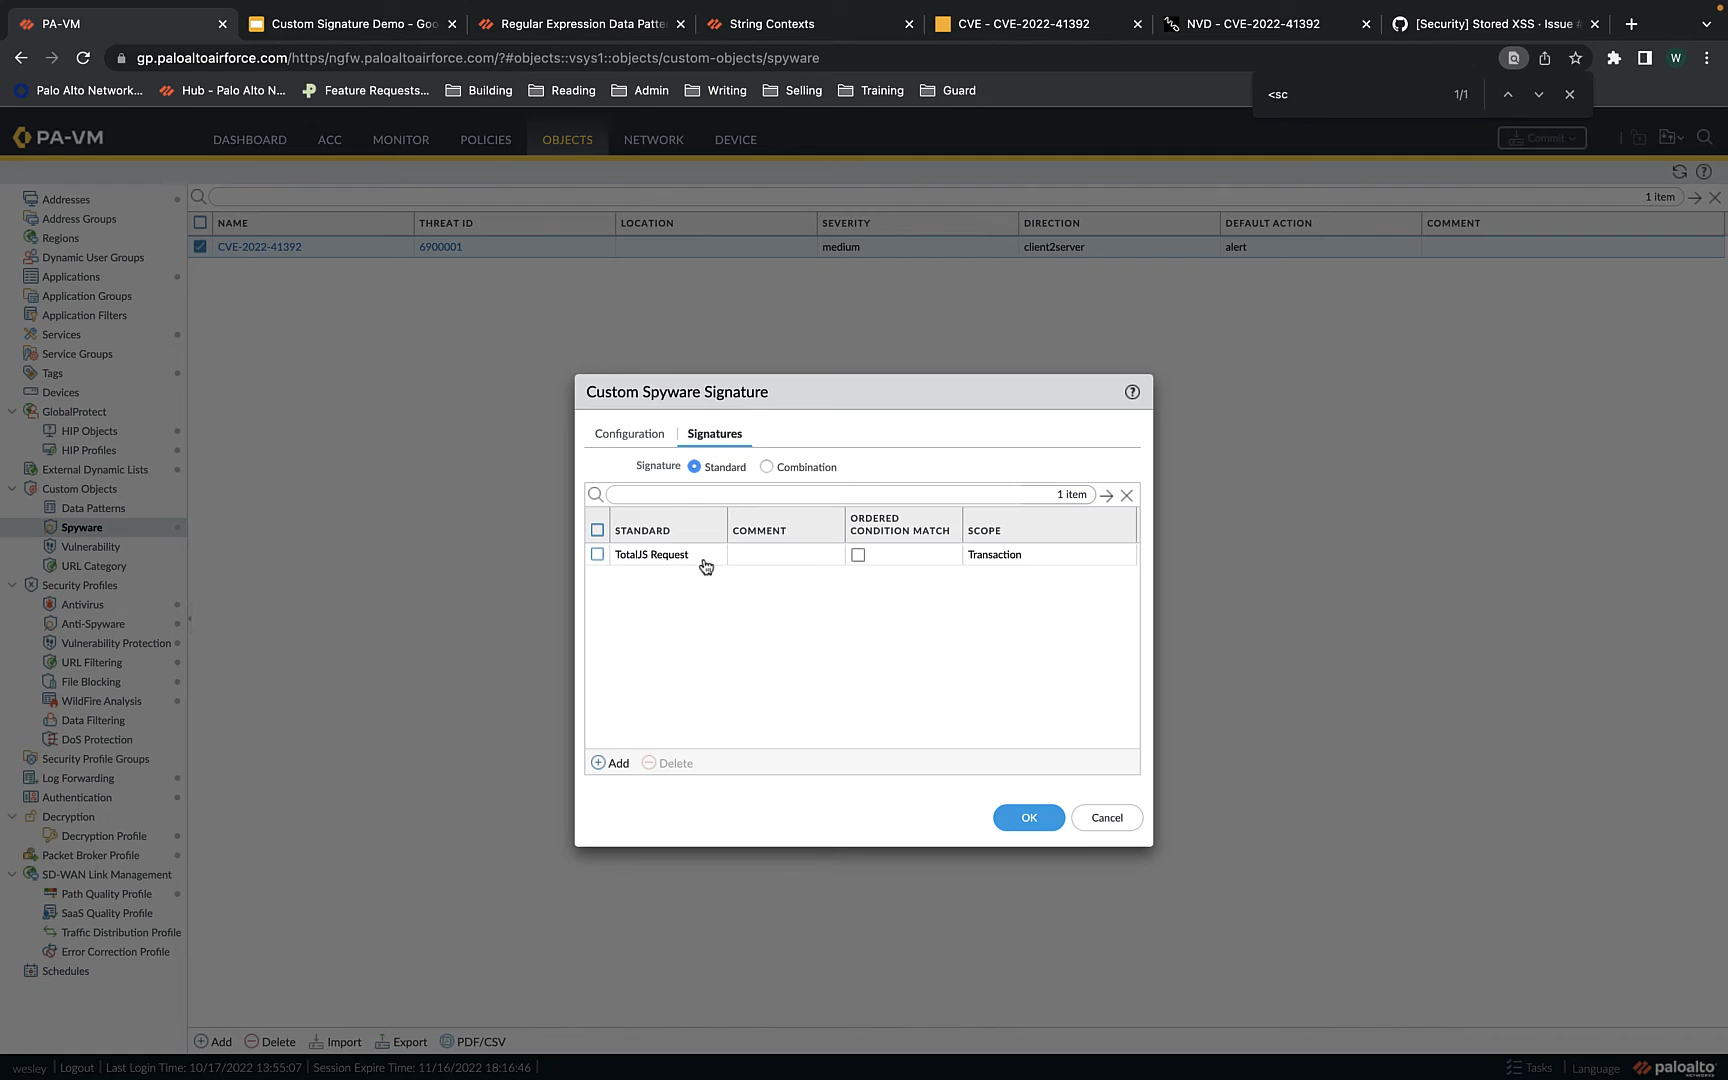 PA-VM
Custom Signature Demo - Goo
Regular Expression Data Patte
String Contexts
CVE - CVE-2022-41392
NVD - CVE-2022-41392
[Security] Stored XSS · Issue #
gp.paloaltoairforce.com/https/ngfw.paloaltoairforce.com/?#objects::vsys1::objects/custom-objects/spyware
W
Palo Alto Network...
Hub - Palo Alto N...
Feature Requests...
Building
Reading
Admin
Writing
Selling
Training
Guard
<sc
1/1
PA-VM
DASHBOARD
ACC
MONITOR
POLICIES
OBJECTS
NETWORK
DEVICE
Commit
Addresses
Address Groups
Regions
Dynamic User Groups
Applications
Application Groups
Application Filters
Services
Service Groups
Tags
Devices
GlobalProtect
HIP Objects
HIP Profiles
External Dynamic Lists
Custom Objects
Data Patterns
Spyware
Vulnerability
URL Category
Security Profiles
Antivirus
Anti-Spyware
Vulnerability Protection
URL Filtering
File Blocking
WildFire Analysis
Data Filtering
DoS Protection
Security Profile Groups
Log Forwarding
Authentication
Decryption
Decryption Profile
Packet Broker Profile
SD-WAN Link Management
Path Quality Profile
SaaS Quality Profile
Traffic Distribution Profile
Error Correction Profile
Schedules
1 item
NAME
THREAT ID
LOCATION
SEVERITY
DIRECTION
DEFAULT ACTION
COMMENT
CVE-2022-41392
6900001
medium
client2server
alert
Custom Spyware Signature
Configuration
Signatures
Signature
Standard
Combination
1 item
STANDARD
COMMENT
ORDERED CONDITION MATCH
SCOPE
TotalJS Request
Transaction
Add
Delete
OK
Cancel
Add
Delete
Import
Export
PDF/CSV
wesley
Logout
Last Login Time: 10/17/2022 13:55:07
Session Expire Time: 11/16/2022 18:16:46
Tasks
Language
paloalto
NETWORKS